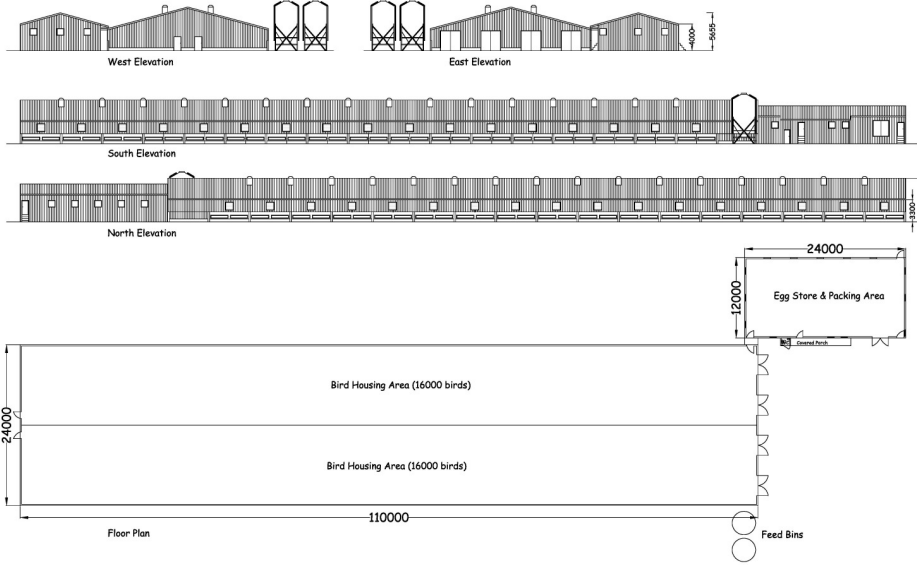 West Elevation
East Elevation
4000
5655
South Elevation
North Elevation
3300
24000
12000
Egg Store & Packing Area
Covered Porch
Bird Housing Area (16000 birds)
24000
Bird Housing Area (16000 birds)
110000
Floor Plan
Feed Bins